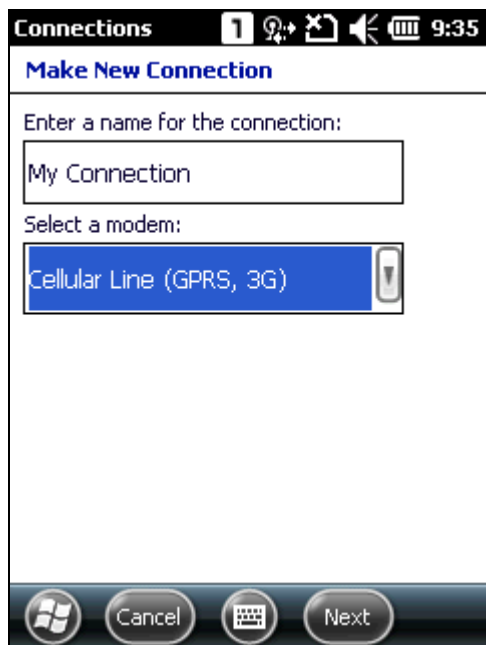 Connections 1 9:35
Make New Connection
Enter a name for the connection:
My Connection
Select a modem:
Cellular Line (GPRS, 3G)
Cancel Next